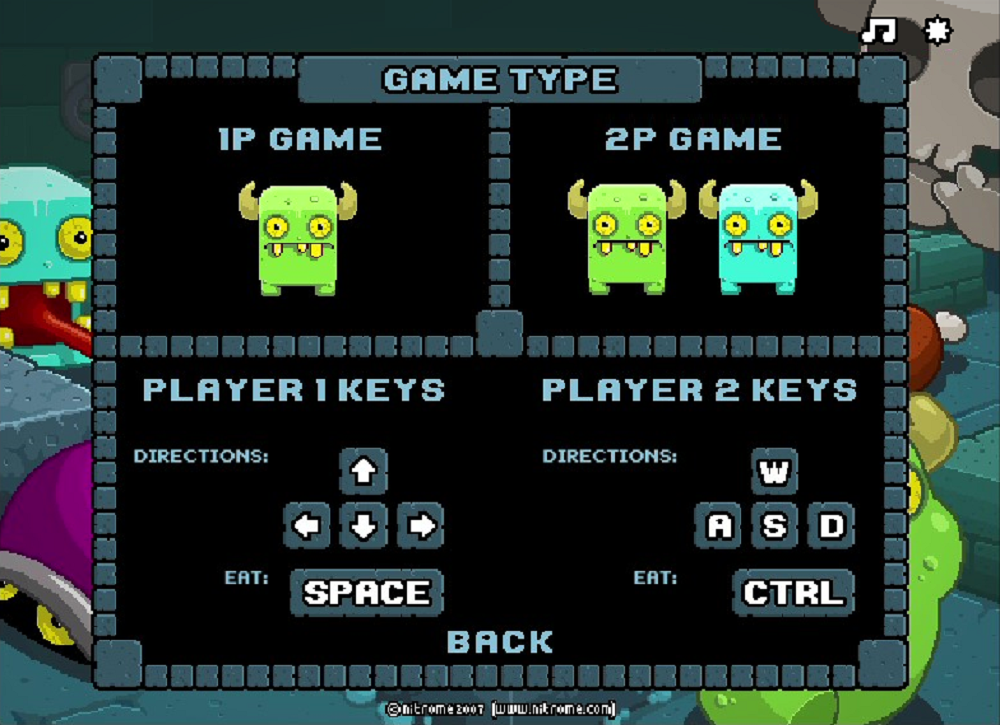 GAME TYPE
1P GAME
2P GAME
PLAYER 1 KEYS
PLAYER 2 KEYS
DIRECTIONS:
DIRECTIONS:
W
A S D
EAT:
SPACE
EAT:
CTRL
BACK
©nitrome2007 [www.nitrome.com]